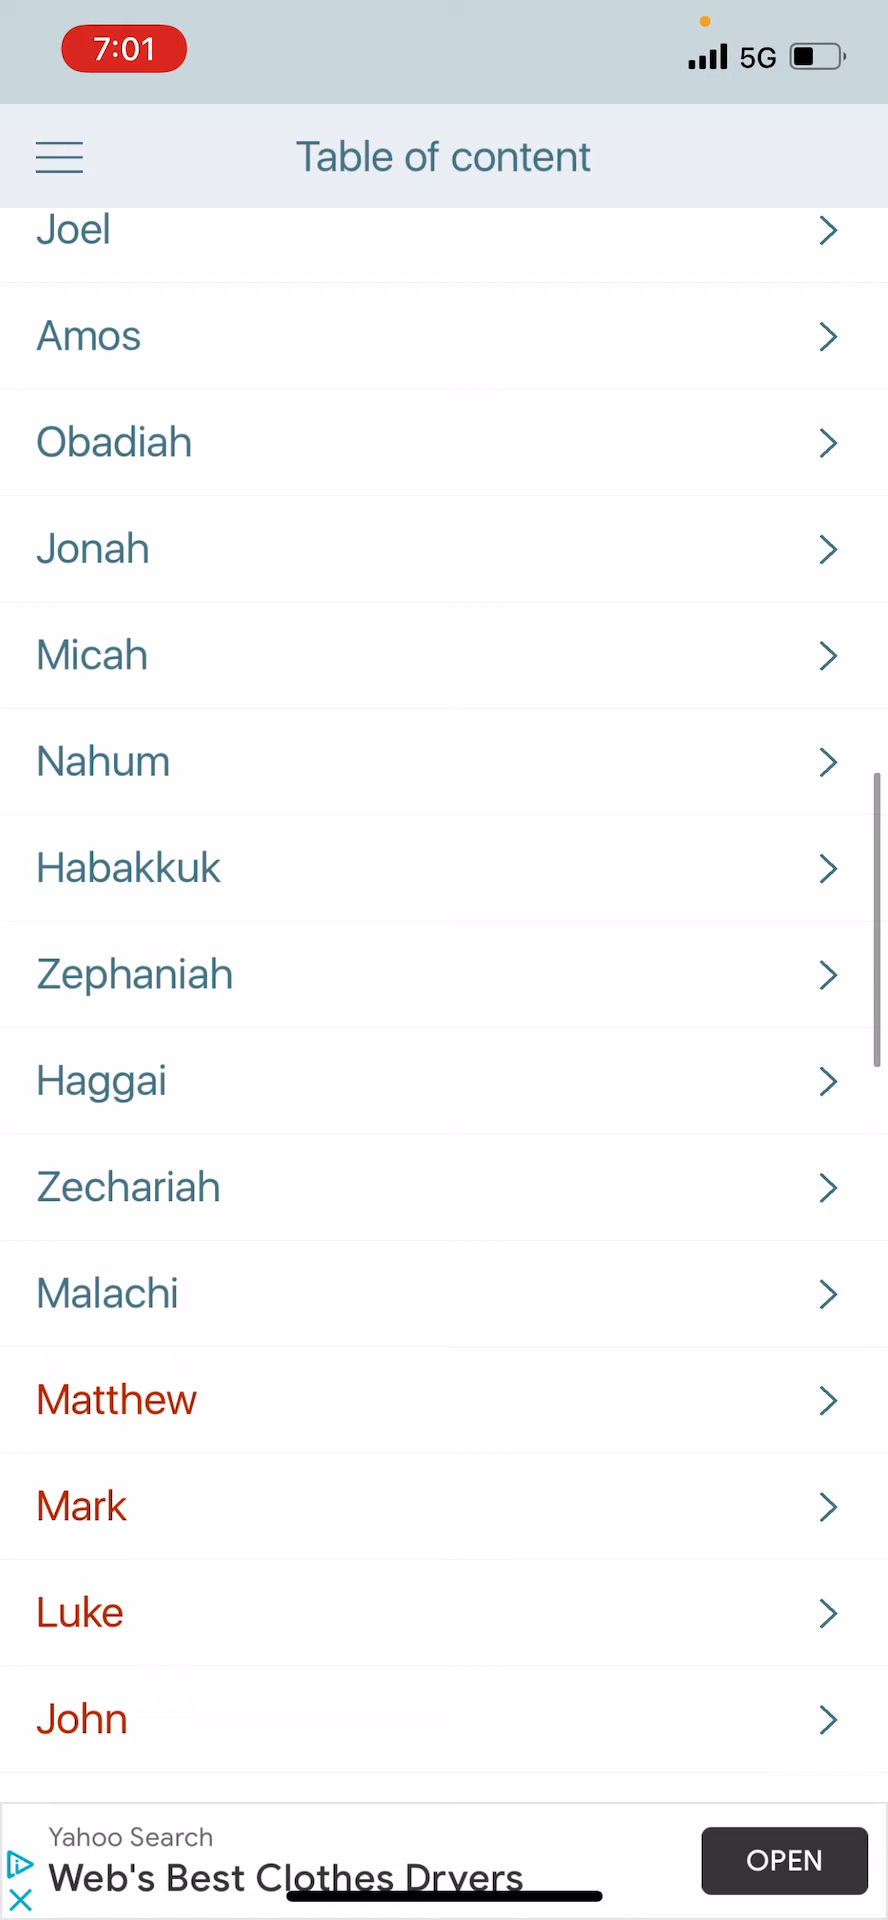 7:01
5G
Table of content
Joel
Amos
Obadiah
Jonah
Micah
Nahum
Habakkuk
Zephaniah
Haggai
Zechariah
Malachi
Matthew
Mark
Luke
John
Yahoo Search
Web's Best Clothes Dryers
OPEN